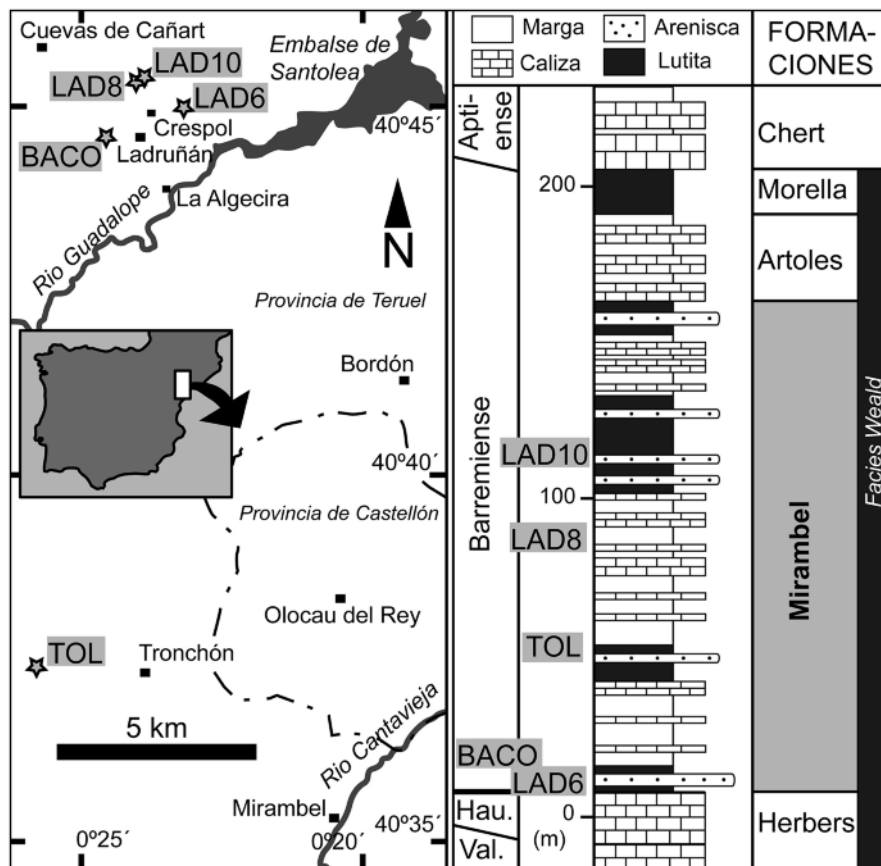 Cuevas de Cañart
LAD10
LAD8
LAD6
Crespol
BACO
Ladruñán
Embalse de
Santolea
40º45´
La Algecira
Rio Guadalope
N
Provincia de Teruel
Bordón
40º40´
Provincia de Castellón
Olocau del Rey
TOL
Tronchón
5 km
Rio Cantavieja
Mirambel
40º35´
0º25´
0º20´
Marga
Arenisca
Caliza
Lutita
FORMA-
CIONES
Apti-
ense
Barremiense
Hau.
Val.
200
LAD10
100
LAD8
TOL
BACO
LAD6
0
(m)
Chert
Morella
Artoles
Mirambel
Herbers
Facies Weald